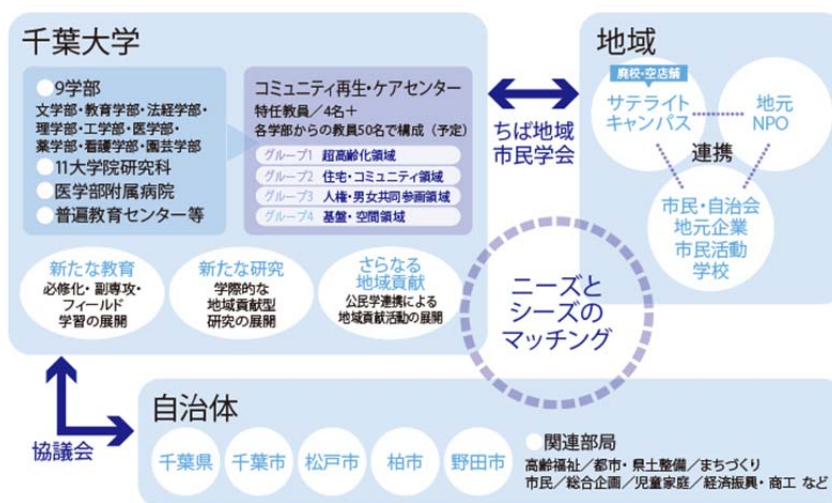 千葉大学
●9学部
文学部・教育学部・法経学部・
理学部・工学部・医学部・
薬学部・看護学部・園芸学部
●11大学院研究科
●医学部附属病院
●普遍教育センター等
コミュニティ再生・ケアセンター
特任教員／4名＋
各学部からの教員50名で構成（予定）
グループ1 超高齢化領域
グループ2 住宅・コミュニティ領域
グループ3 人権・男女共同参画領域
グループ4 基盤・空間領域
新たな教育
必修化・副専攻・
フィールド
学習の展開
新たな研究
学際的な
地域貢献型
研究の展開
さらなる
地域貢献
公民学連携による
地域貢献活動の展開
ちば地域
市民学会
地域
廃校・空店舗
サテライト
キャンパス
地元
NPO
連携
市民・自治会
地元企業
市民活動
学校
ニーズと
シーズの
マッチング
協議会
自治体
千葉県
千葉市
松戸市
柏市
野田市
●関連部局
高齢福祉／都市・県土整備／まちづくり
市民／総合企画／児童家庭／経済振興・商工 など